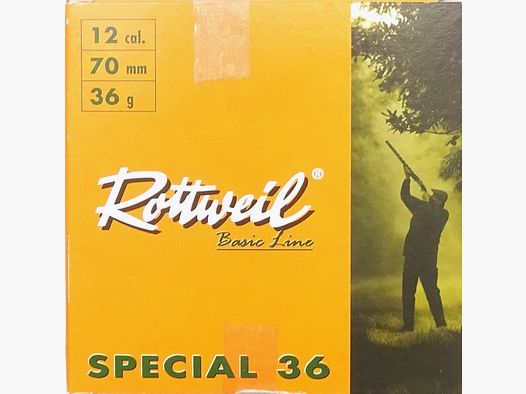 12 cal.
70 mm
36 g
Rottweil®
Basic Line
SPECIAL 36